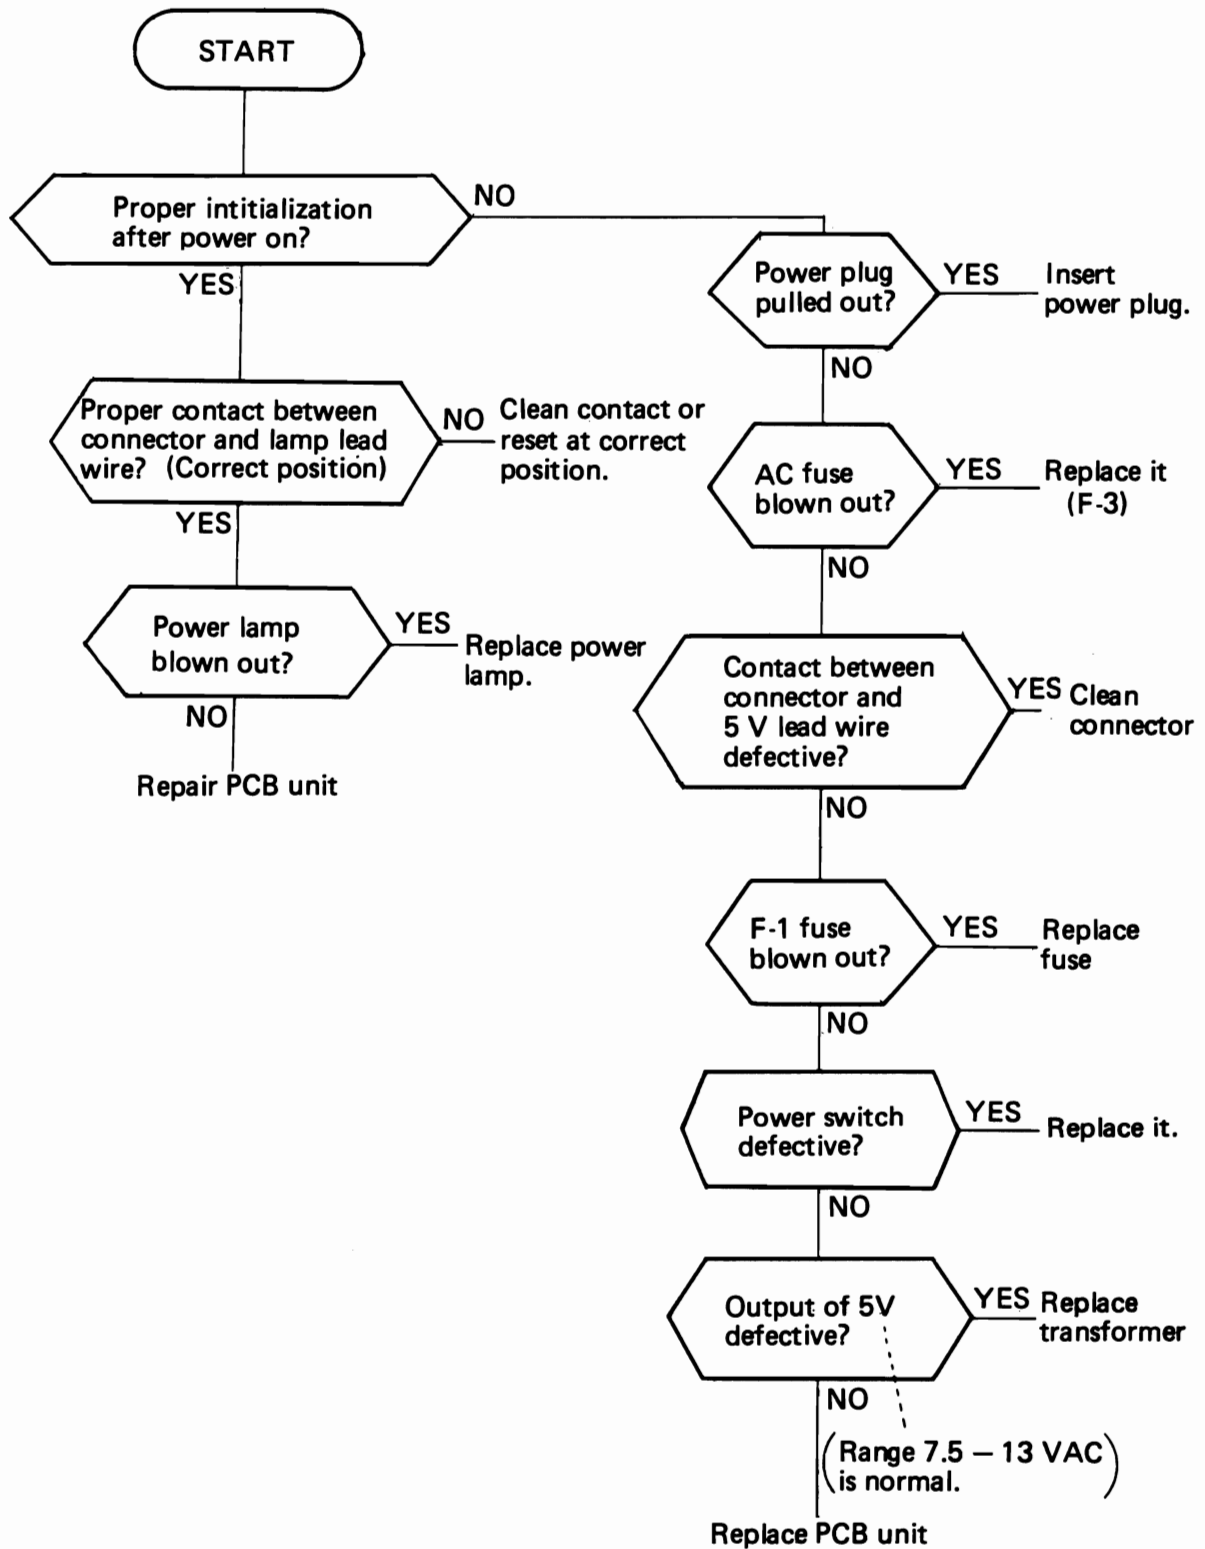 START
Proper intitialization
after power on?
NO
YES
Proper contact between
connector and lamp lead
wire? (Correct position)
NO
Clean contact or
reset at correct
position.
YES
Power lamp
blown out?
YES
Replace power
lamp.
NO
Repair PCB unit
Power plug
pulled out?
YES
Insert
power plug.
NO
AC fuse
blown out?
YES
Replace it
(F-3)
NO
Contact between
connector and
5 V lead wire
defective?
YES
Clean
connector
NO
F-1 fuse
blown out?
YES
Replace
fuse
NO
Power switch
defective?
YES
Replace it.
NO
Output of 5V
defective?
YES
Replace
transformer
NO
(Range 7.5 – 13 VAC
is normal.)
Replace PCB unit